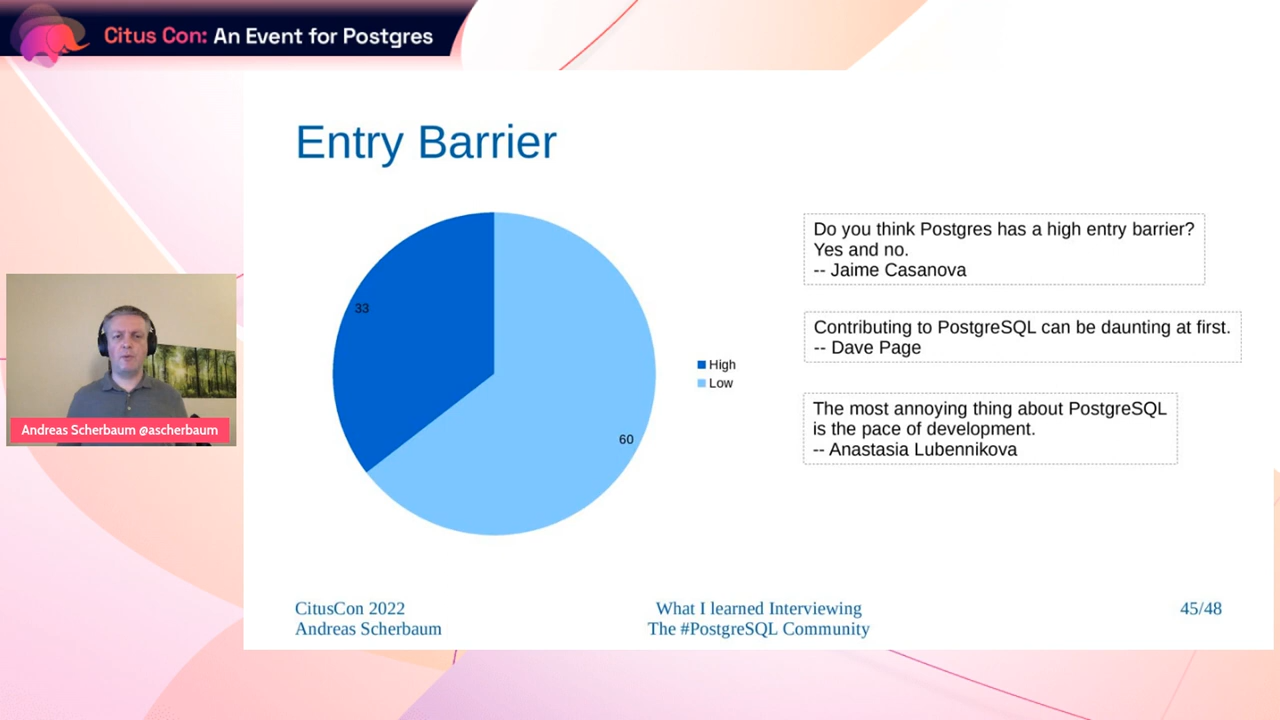 Citus Con: An Event for Postgres
Entry Barrier
33
60
High
Low
Do you think Postgres has a high entry barrier?
Yes and no.
-- Jaime Casanova
Contributing to PostgreSQL can be daunting at first.
-- Dave Page
The most annoying thing about PostgreSQL
is the pace of development.
-- Anastasia Lubennikova
Andreas Scherbaum @ascherbaum
CitusCon 2022
Andreas Scherbaum
What I learned Interviewing
The #PostgreSQL Community
45/48